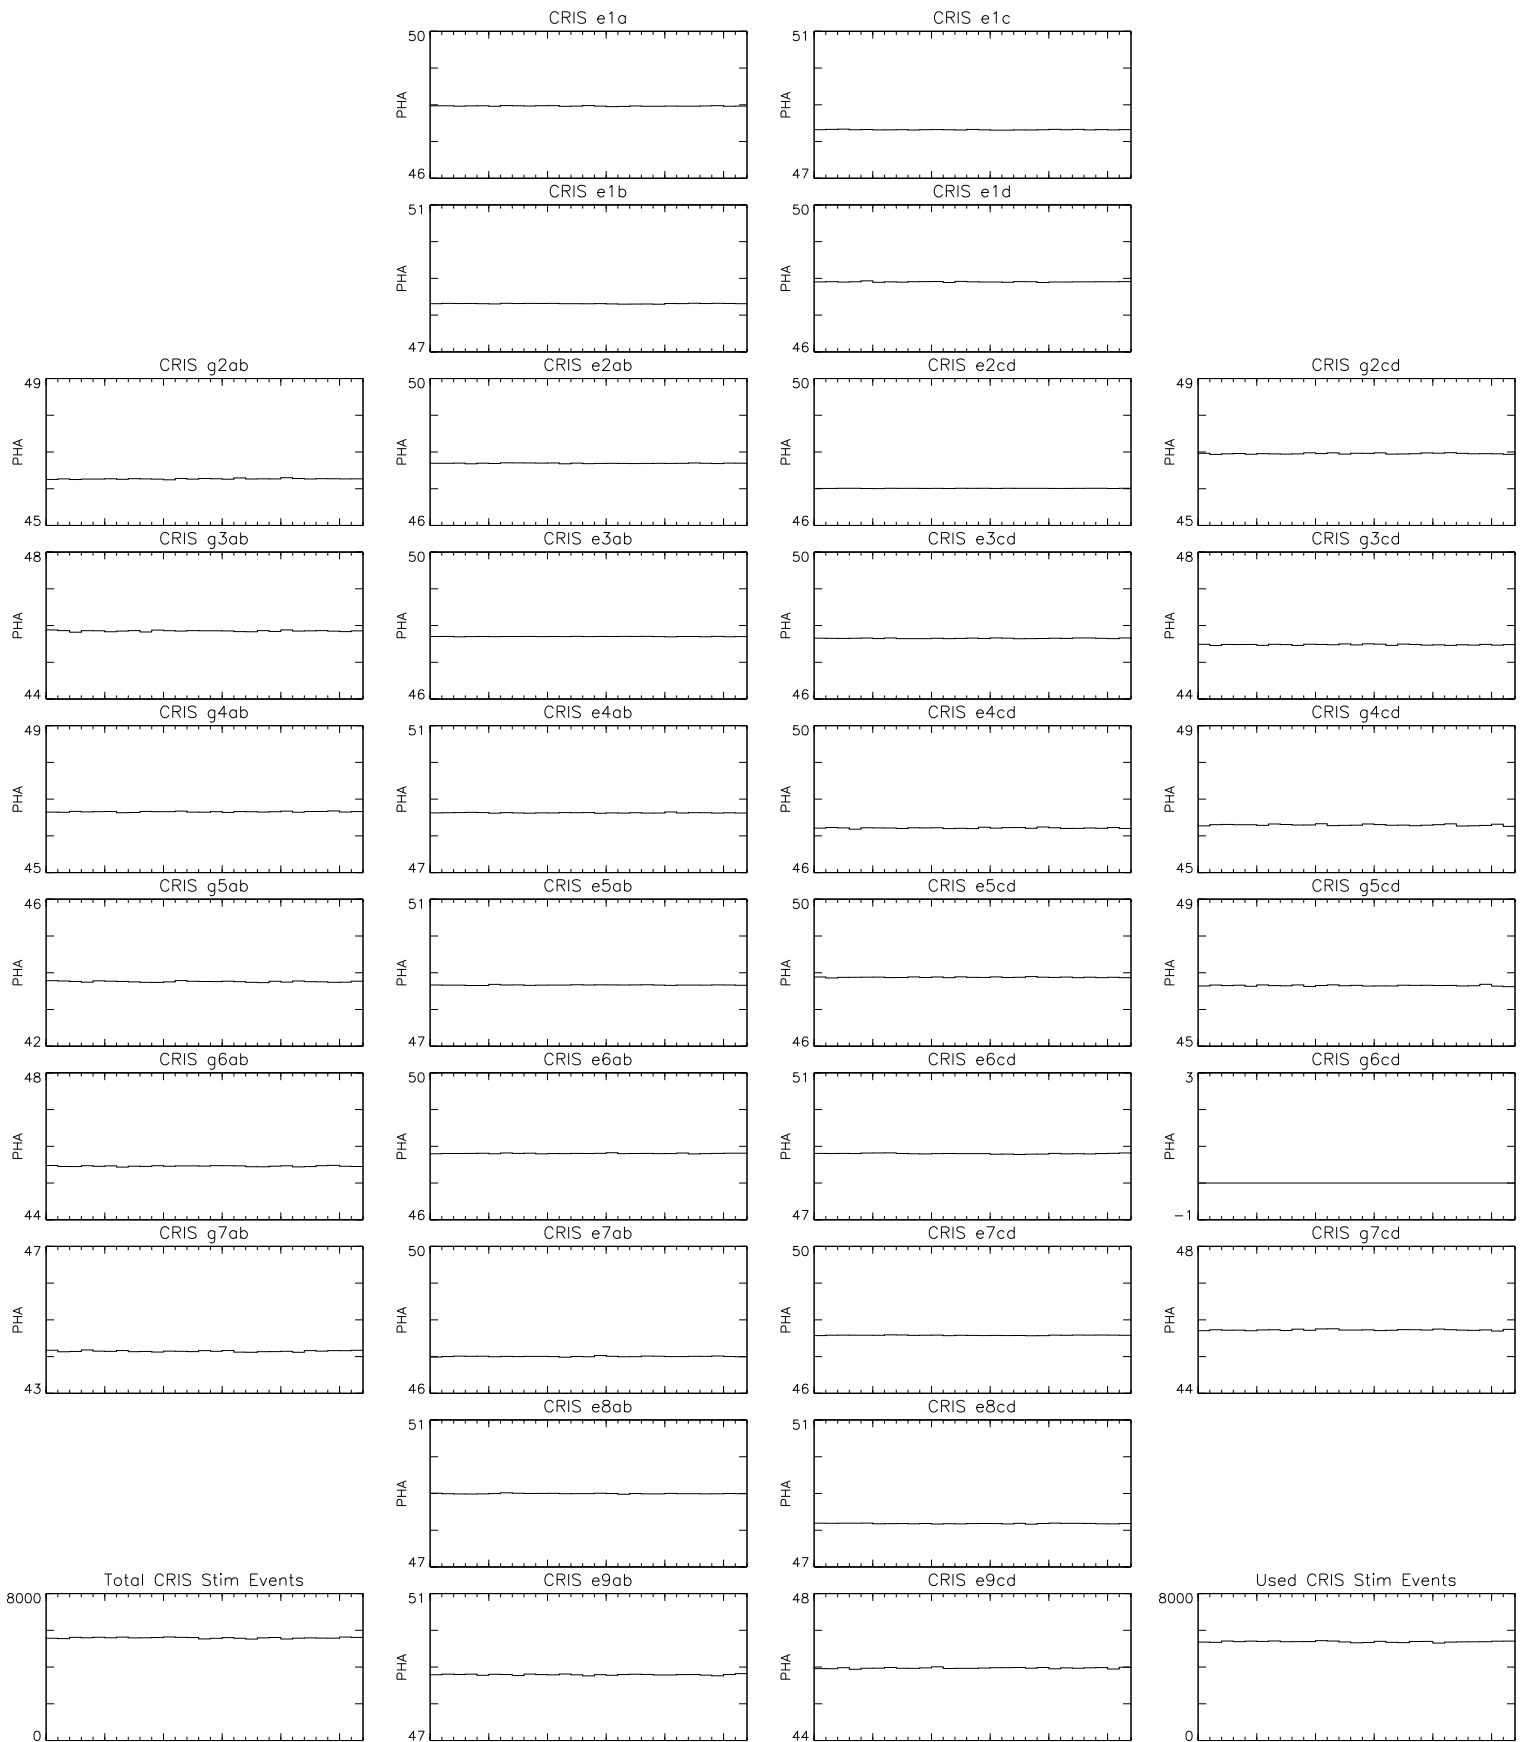 CRIS e1a CRIS e1c
50 51
PHA PHA
46 47
CRIS e1b CRIS e1d
51 50
PHA PHA
47 46
CRIS g2ab CRIS e2ab CRIS e2cd CRIS g2cd
49 50 50 49
PHA PHA PHA PHA
45 46 46 45
CRIS g3ab CRIS e3ab CRIS e3cd CRIS g3cd
48 50 50 48
PHA PHA PHA PHA
44 46 46 44
CRIS g4ab CRIS e4ab CRIS e4cd CRIS g4cd
49 51 50 49
PHA PHA PHA PHA
45 47 46 45
CRIS g5ab CRIS e5ab CRIS e5cd CRIS g5cd
46 51 50 49
PHA PHA PHA PHA
42 47 46 45
CRIS g6ab CRIS e6ab CRIS e6cd CRIS g6cd
48 50 51 3
PHA PHA PHA PHA
44 46 47 -1
CRIS g7ab CRIS e7ab CRIS e7cd CRIS g7cd
47 50 50 48
PHA PHA PHA PHA
43 46 46 44
CRIS e8ab CRIS e8cd
51 51
PHA PHA
47 47
Total CRIS Stim Events CRIS e9ab CRIS e9cd Used CRIS Stim Events
8000 51 48 8000
PHA PHA
0 47 44 0